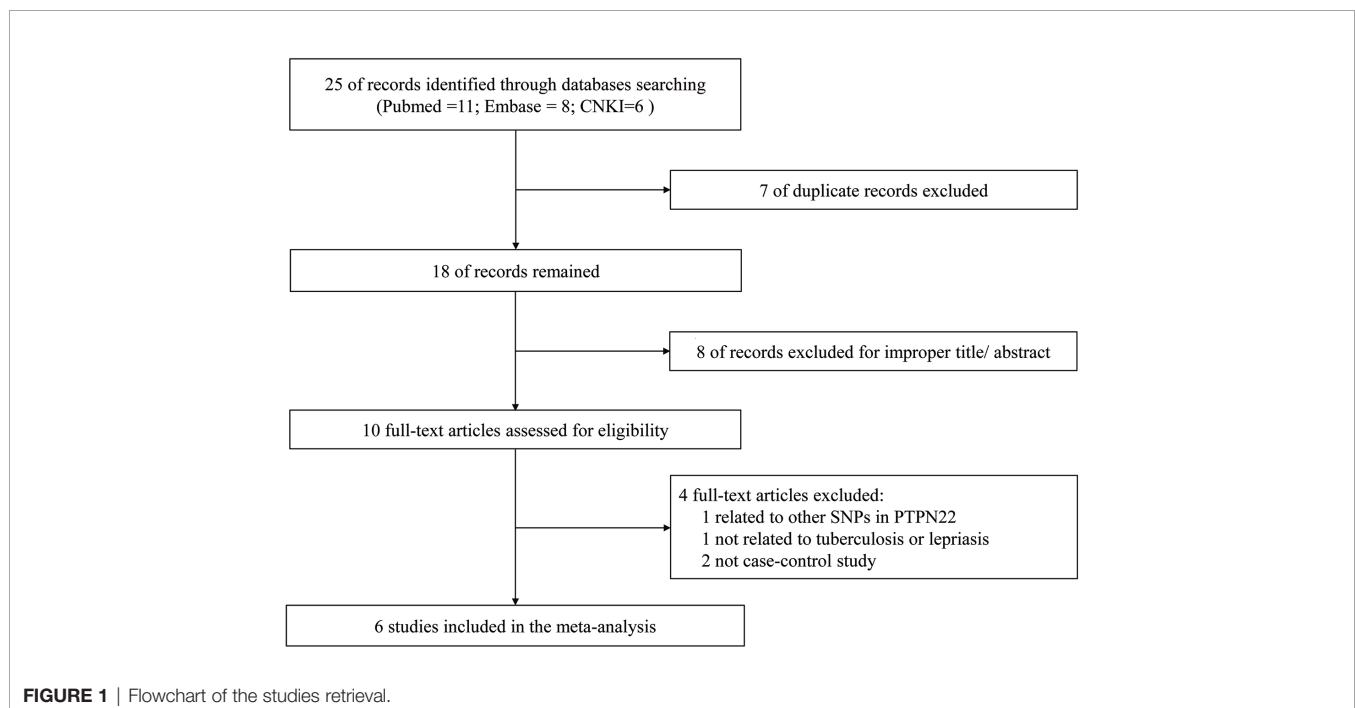 25 of records identified through databases searching
(Pubmed =11; Embase = 8; CNKI=6 )
7 of duplicate records excluded
18 of records remained
8 of records excluded for improper title/ abstract
10 full-text articles assessed for eligibility
4 full-text articles excluded:
1 related to other SNPs in PTPN22
1 not related to tuberculosis or lepriasis
2 not case-control study
6 studies included in the meta-analysis
FIGURE 1 | Flowchart of the studies retrieval.